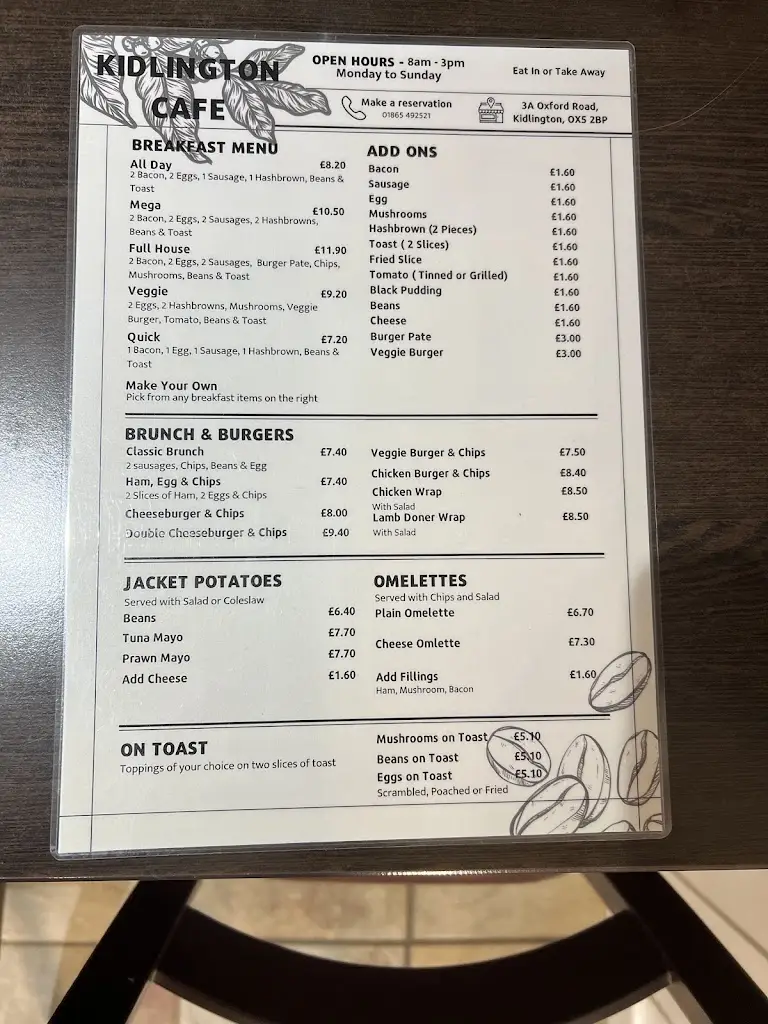 KIDLINGTON
CAFE
OPEN HOURS - 8am - 3pm
Monday to Sunday
Eat In or Take Away
Make a reservation
01865 492521
3A Oxford Road,
Kidlington, OX5 2BP
BREAKFAST MENU
All Day £8.20
2 Bacon, 2 Eggs, 1 Sausage, 1 Hashbrown, Beans &
Toast
Mega £10.50
2 Bacon, 2 Eggs, 2 Sausages, 2 Hashbrowns,
Beans & Toast
Full House £11.90
2 Bacon, 2 Eggs, 2 Sausages, Burger Pate, Chips,
Mushrooms, Beans & Toast
Veggie £9.20
2 Eggs, 2 Hashbrowns, Mushrooms, Veggie
Burger, Tomato, Beans & Toast
Quick £7.20
1 Bacon, 1 Egg, 1 Sausage, 1 Hashbrown, Beans &
Toast
Make Your Own
Pick from any breakfast items on the right
ADD ONS
Bacon £1.60
Sausage £1.60
Egg £1.60
Mushrooms £1.60
Hashbrown (2 Pieces) £1.60
Toast ( 2 Slices) £1.60
Fried Slice £1.60
Tomato ( Tinned or Grilled) £1.60
Black Pudding £1.60
Beans £1.60
Cheese £1.60
Burger Pate £3.00
Veggie Burger £3.00
BRUNCH & BURGERS
Classic Brunch £7.40
2 sausages, Chips, Beans & Egg
Ham, Egg & Chips £7.40
2 Slices of Ham, 2 Eggs & Chips
Cheeseburger & Chips £8.00
Double Cheeseburger & Chips £9.40
Veggie Burger & Chips £7.50
Chicken Burger & Chips £8.40
Chicken Wrap £8.50
With Salad
Lamb Doner Wrap £8.50
With Salad
JACKET POTATOES
Served with Salad or Coleslaw
Beans £6.40
Tuna Mayo £7.70
Prawn Mayo £7.70
Add Cheese £1.60
OMELETTES
Served with Chips and Salad
Plain Omelette £6.70
Cheese Omlette £7.30
Add Fillings £1.60
Ham, Mushroom, Bacon
ON TOAST
Toppings of your choice on two slices of toast
Mushrooms on Toast £5.10
Beans on Toast £5.10
Eggs on Toast £5.10
Scrambled, Poached or Fried